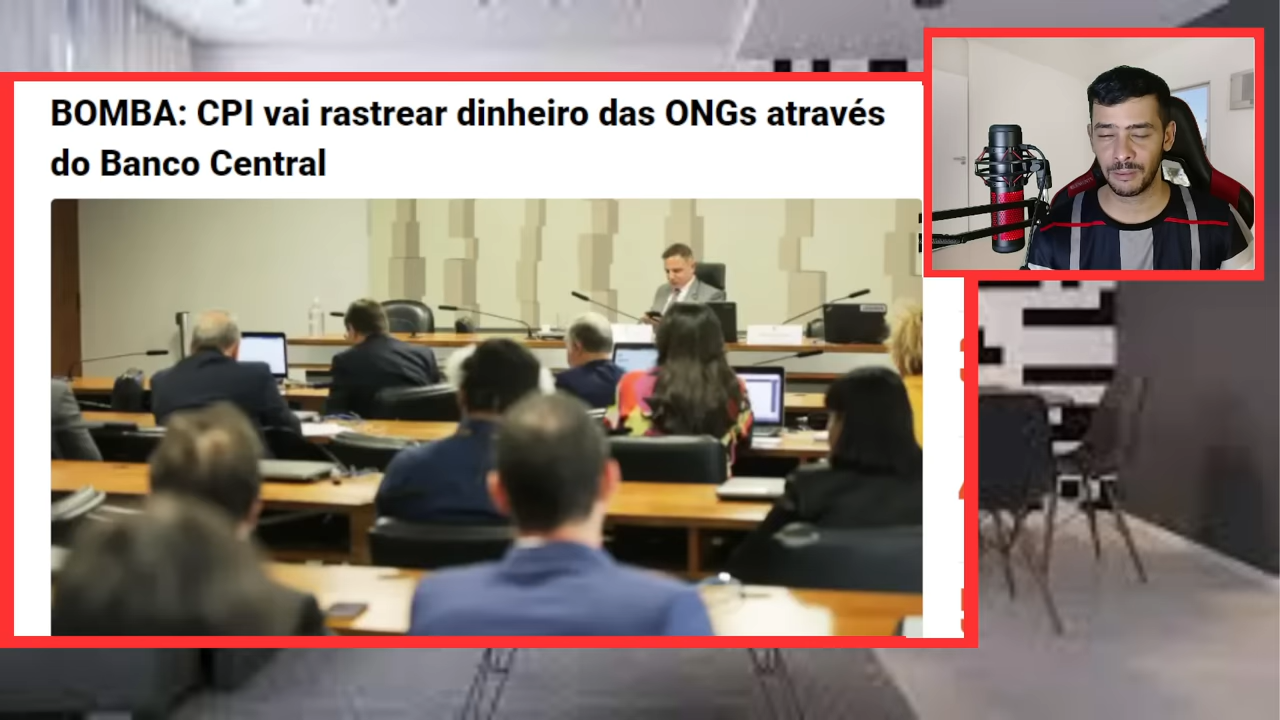 BOMBA: CPI vai rastrear dinheiro das ONGs através
do Banco Central